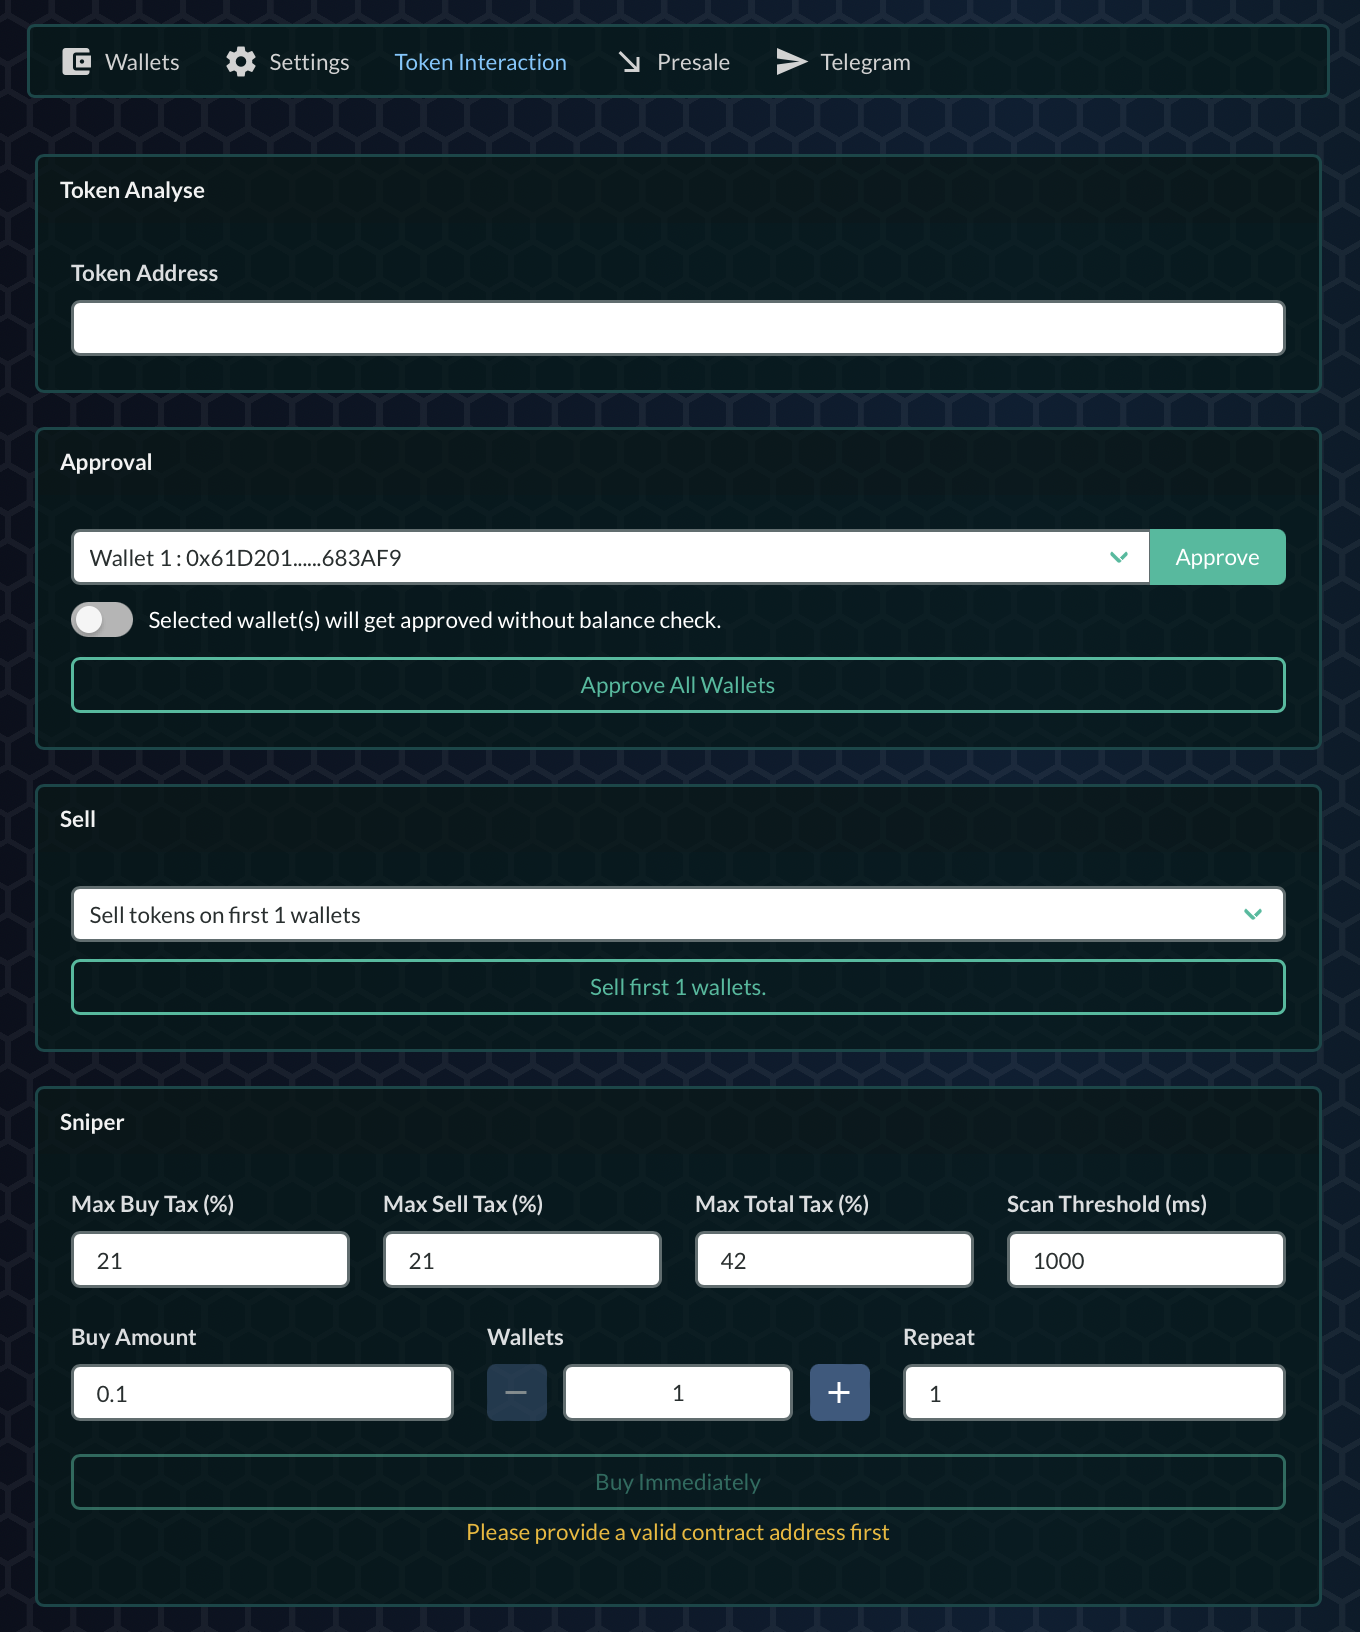 Wallets Settings Token Interaction Presale Telegram
Token Analyse
Token Address
Approval
Wallet 1 : 0x61D201......683AF9 Approve
Selected wallet(s) will get approved without balance check.
Approve All Wallets
Sell
Sell tokens on first 1 wallets
Sell first 1 wallets.
Sniper
Max Buy Tax (%) Max Sell Tax (%) Max Total Tax (%) Scan Threshold (ms)
21 21 42 1000
Buy Amount Wallets Repeat
0.1 − 1 + 1
Buy Immediately
Please provide a valid contract address first